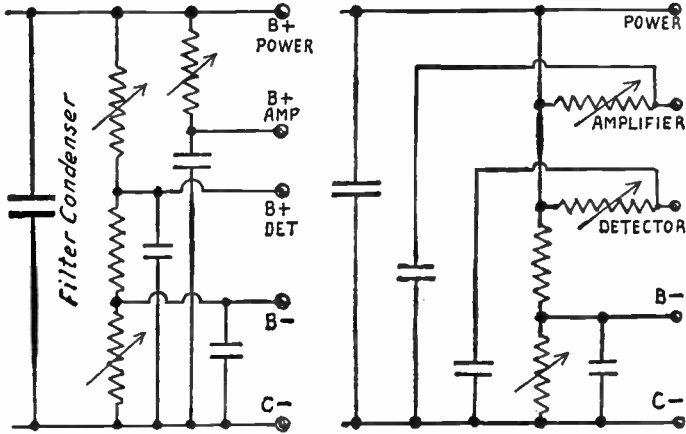 B+
POWER
B+
AMP
Filter Condenser
B+
DET
B-
C-
POWER
AMPLIFIER
DETECTOR
B-
C-